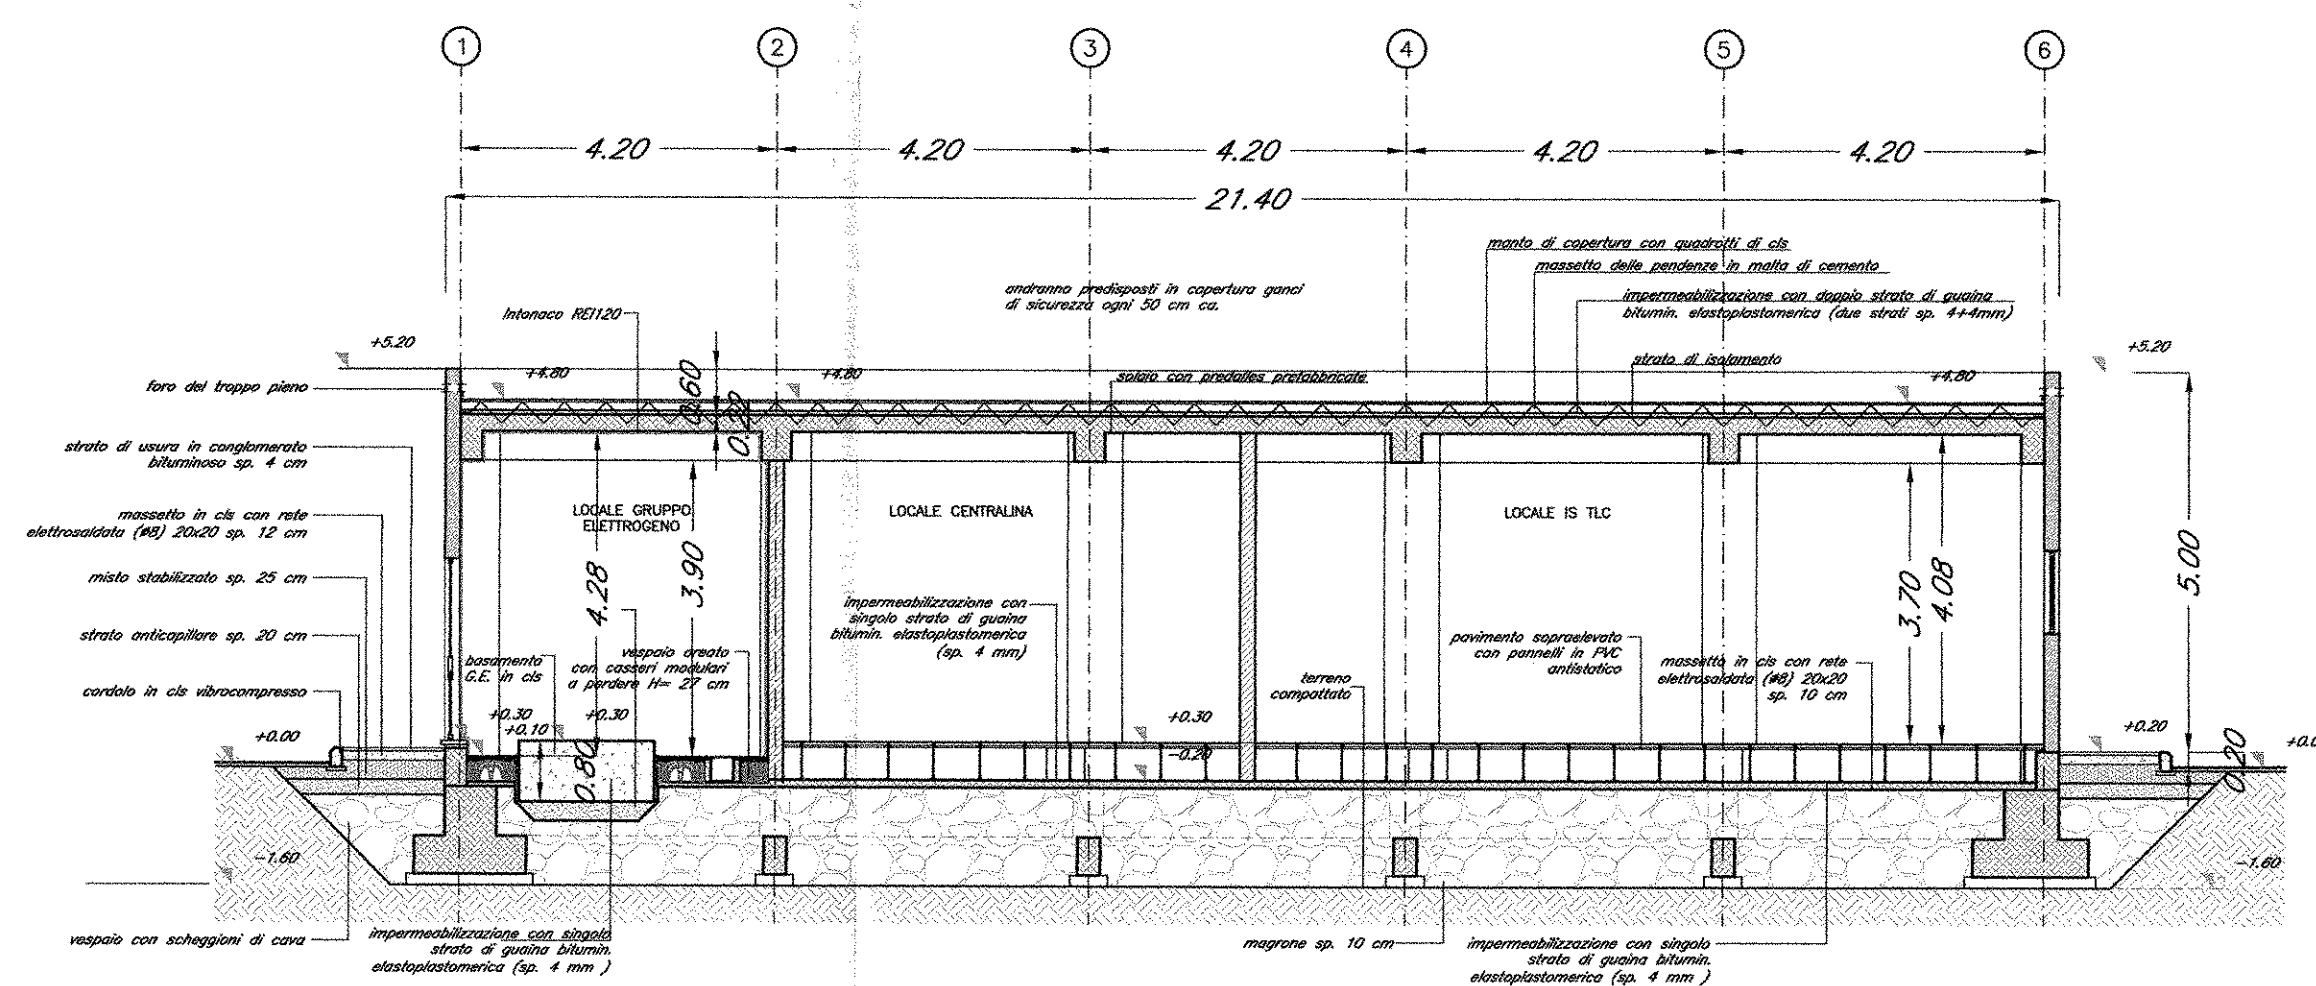 1 2 3 4 5 6
4.20 4.20 4.20 4.20 4.20
21.40
manto di copertura con quadrotti di cls
massetto delle pendenze in malta di cemento
andranno predisposti in copertura ganci
di sicurezza ogni 50 cm ca.
impermeabilizzazione con doppio strato di guaina
bitumin. elastoplastomerica (due strati sp. 4+4mm)
Intonaco REI120
+5.20
+5.20
strato di isolamento
foro del troppo pieno
+4.80
+4.80
solaio con predalles prefabbricate
+4.80
0.60
0.20
strato di usura in conglomerato
bituminoso sp. 4 cm
massetto in cls con rete
elettrosaldata (ø8) 20x20 sp. 12 cm
misto stabilizzato sp. 25 cm
strato anticapillare sp. 20 cm
cordolo in cls vibrocompresso
LOCALE GRUPPO
ELETTROGENO
LOCALE CENTRALINA
LOCALE IS TLC
4.28
3.90
3.70
4.08
5.00
impermeabilizzazione con
singolo strato di guaina
bitumin. elastoplastomerica
(sp. 4 mm)
basamento
G.E. in cls
vespaio areato
con casseri modulari
a perdere H= 27 cm
pavimento sopraelevato
con pannelli in PVC
antistatico
massetto in cls con rete
elettrosaldata (ø8) 20x20
sp. 10 cm
terreno
compattato
+0.30
+0.10
+0.30
+0.30
-0.20
+0.00
+0.20
0.20
0.80
-1.60
-1.60
vespaio con scheggioni di cava
impermeabilizzazione con singolo
strato di guaina bitumin.
elastoplastomerica (sp. 4 mm )
magrone sp. 10 cm
impermeabilizzazione con singolo
strato di guaina bitumin.
elastoplastomerica (sp. 4 mm )